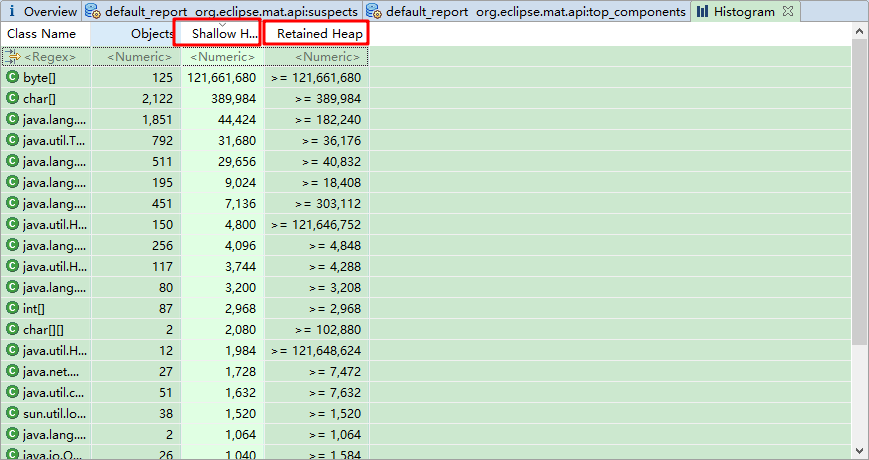 i Overview default_report org.eclipse.mat.api:suspects default_report org.eclipse.mat.api:top_components Histogram
Class Name Objects Shallow H... Retained Heap
<Regex> <Numeric> <Numeric> <Numeric>
byte[] 125 121,661,680 >= 121,661,680
char[] 2,122 389,984 >= 389,984
java.lang.... 1,851 44,424 >= 182,240
java.util.T... 792 31,680 >= 36,176
java.lang.... 511 29,656 >= 40,832
java.lang.... 195 9,024 >= 18,408
java.lang.... 451 7,136 >= 303,112
java.util.H... 150 4,800 >= 121,646,752
java.lang.... 256 4,096 >= 4,848
java.util.H... 117 3,744 >= 4,288
java.lang.... 80 3,200 >= 3,208
int[] 87 2,968 >= 2,968
char[][] 2 2,080 >= 102,880
java.util.H... 12 1,984 >= 121,648,624
java.net.... 27 1,728 >= 7,472
java.util.c... 51 1,632 >= 7,632
sun.util.lo... 38 1,520 >= 1,520
java.lang.... 2 1,064 >= 1,064
java.io.O... 26 1,040 >= 1,584